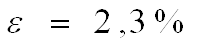 ε = 2,3%